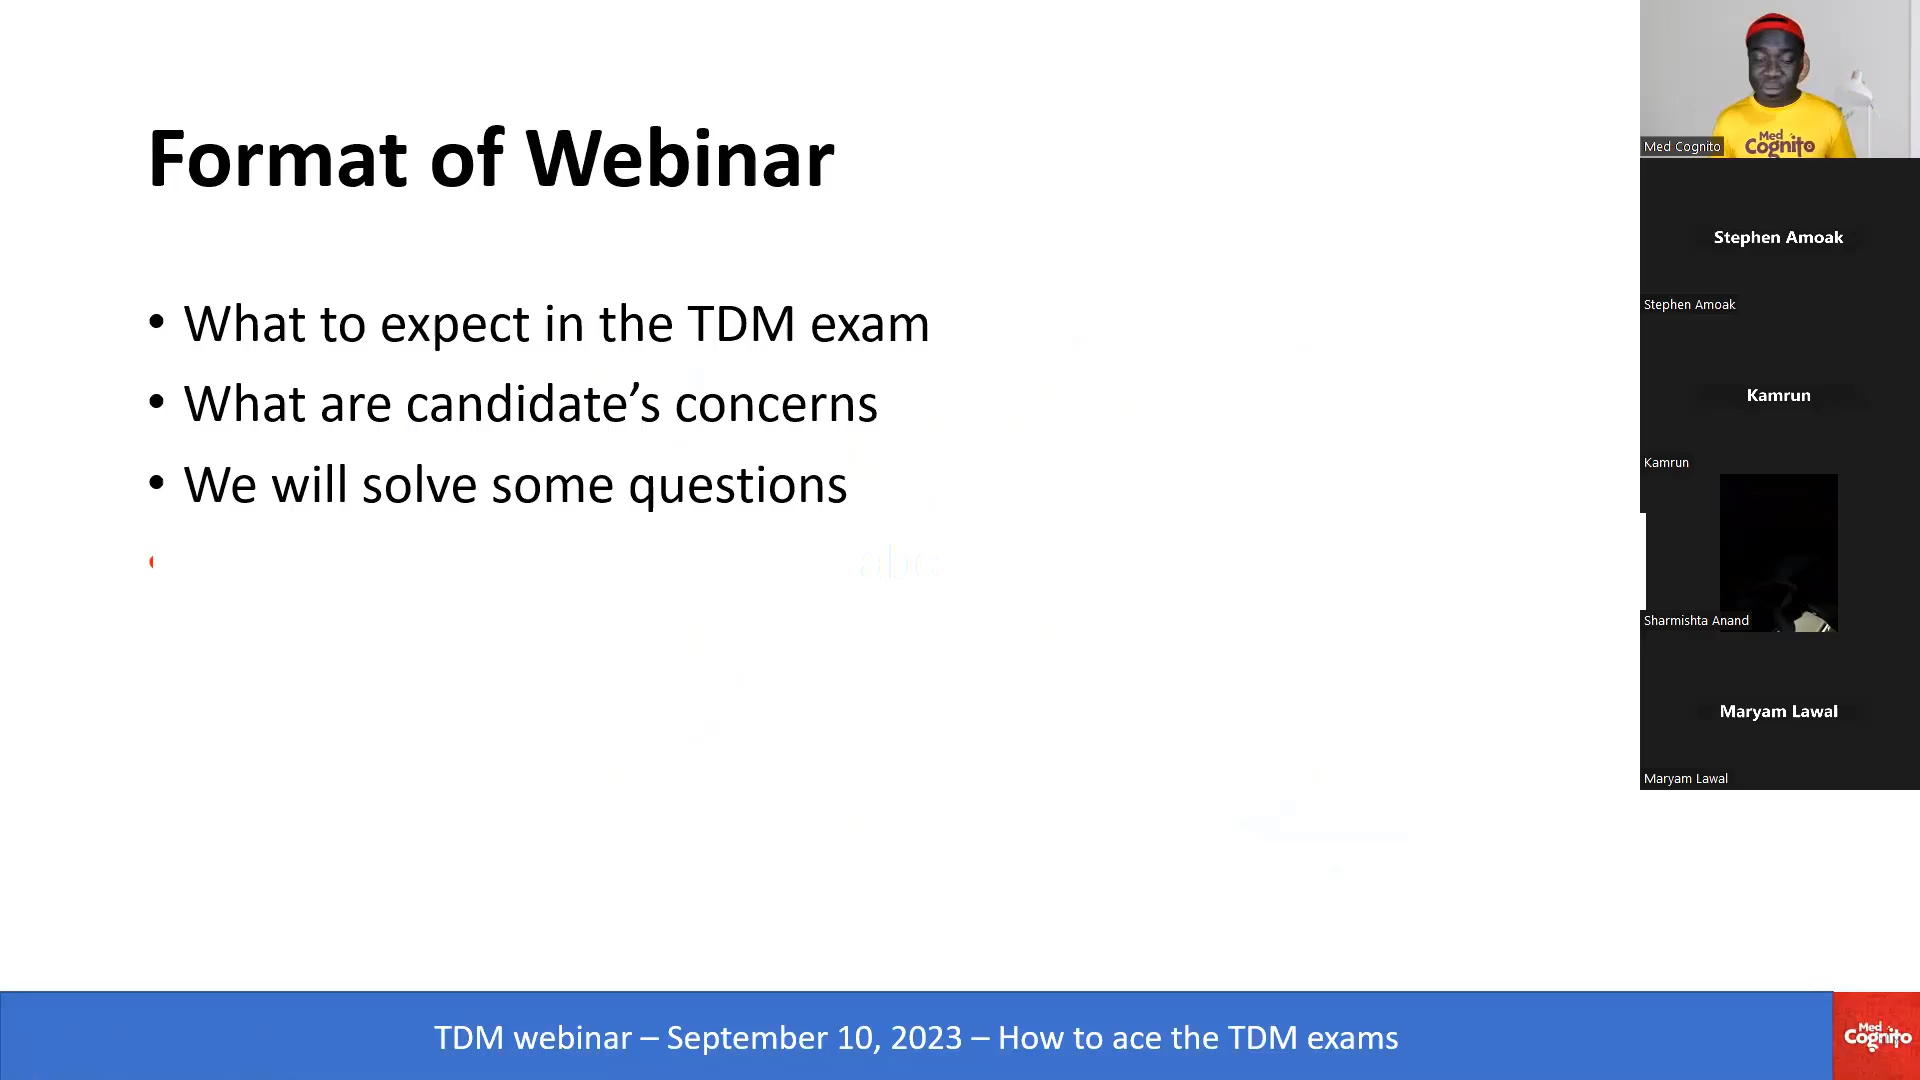 Format of Webinar
• What to expect in the TDM exam
• What are candidate’s concerns
• We will solve some questions
•
TDM webinar – September 10, 2023 – How to ace the TDM exams
Med
Cognito
Med
Cognito
Med Cognito
Stephen Amoak
Stephen Amoak
Kamrun
Kamrun
Sharmishta Anand
Maryam Lawal
Maryam Lawal